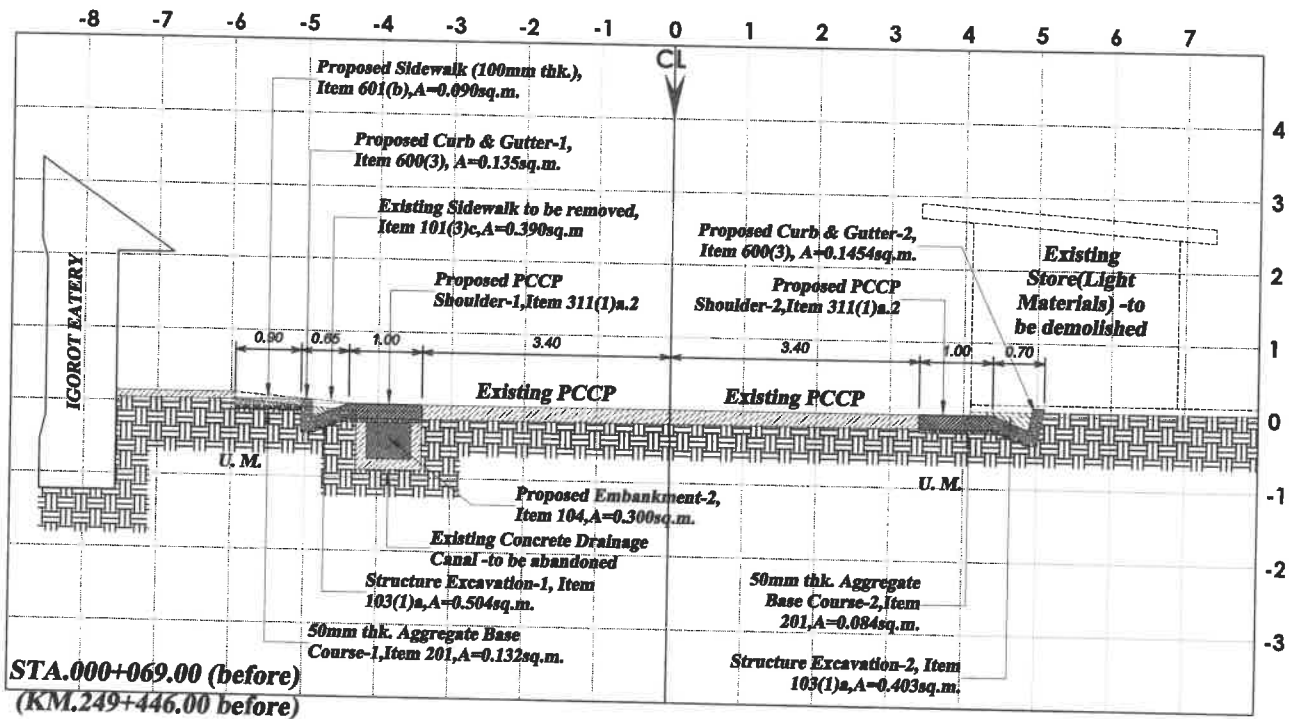 -8 -7 -6 -5 -4 -3 -2 -1 0 1 2 3 4 5 6 7
CL
Proposed Sidewalk (100mm thk.),
Item 601(b),A=0.090sq.m.
Proposed Curb & Gutter-1,
Item 600(3), A=0.135sq.m.
Existing Sidewalk to be removed,
Item 101(3)c,A=0.390sq.m
Proposed PCCP
Shoulder-1,Item 311(1)a.2
Proposed Curb & Gutter-2,
Item 600(3), A=0.1454sq.m.
Proposed PCCP
Shoulder-2,Item 311(1)a.2
Existing
Store(Light
Materials) -to
be demolished
4
3
2
1
0
-1
-2
-3
IGOROT EATERY
0.90 0.65 1.00 3.40 3.40 1.00 0.70
Existing PCCP
Existing PCCP
U. M.
U. M.
Proposed Embankment-2,
Item 104,A=0.300sq.m.
Existing Concrete Drainage
Canal -to be abandoned
Structure Excavation-1, Item
103(1)a,A=0.504sq.m.
50mm thk. Aggregate Base
Course-1,Item 201,A=0.132sq.m.
50mm thk. Aggregate
Base Course-2,Item
201,A=0.084sq.m.
Structure Excavation-2, Item
103(1)a,A=0.403sq.m.
STA.000+069.00 (before)
(KM.249+446.00 before)